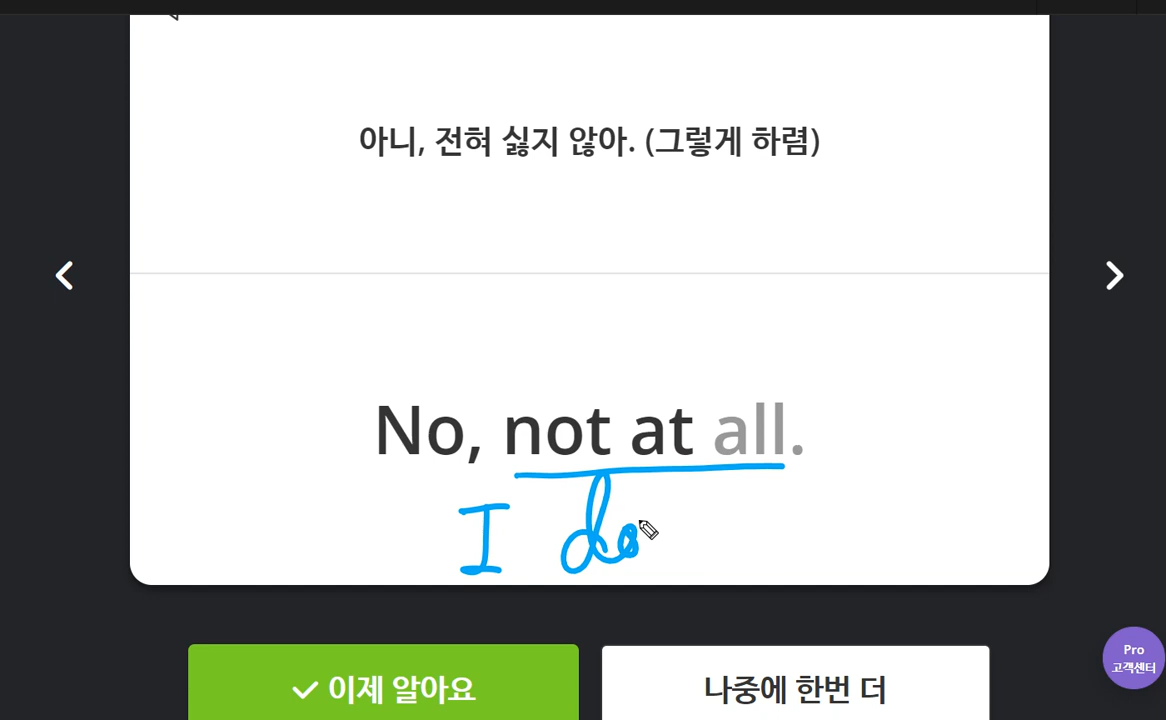 아니, 전혀 싫지 않아. (그렇게 하렴)
No, not at all.
I do
이제 알아요
나중에 한번 더
Pro
고객센터